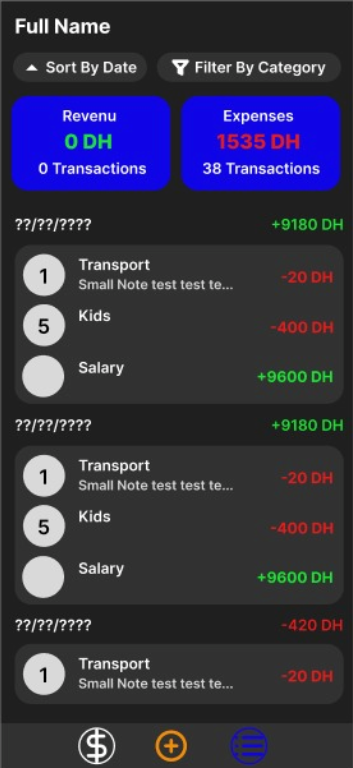 Full Name
Sort By Date Filter By Category
Revenu Expenses
0 DH 1535 DH
0 Transactions 38 Transactions
??/??/???? +9180 DH
1 Transport -20 DH
Small Note test test te...
5 Kids -400 DH
Salary +9600 DH
??/??/???? +9180 DH
1 Transport -20 DH
Small Note test test te...
5 Kids -400 DH
Salary +9600 DH
??/??/???? -420 DH
1 Transport -20 DH
Small Note test test te...